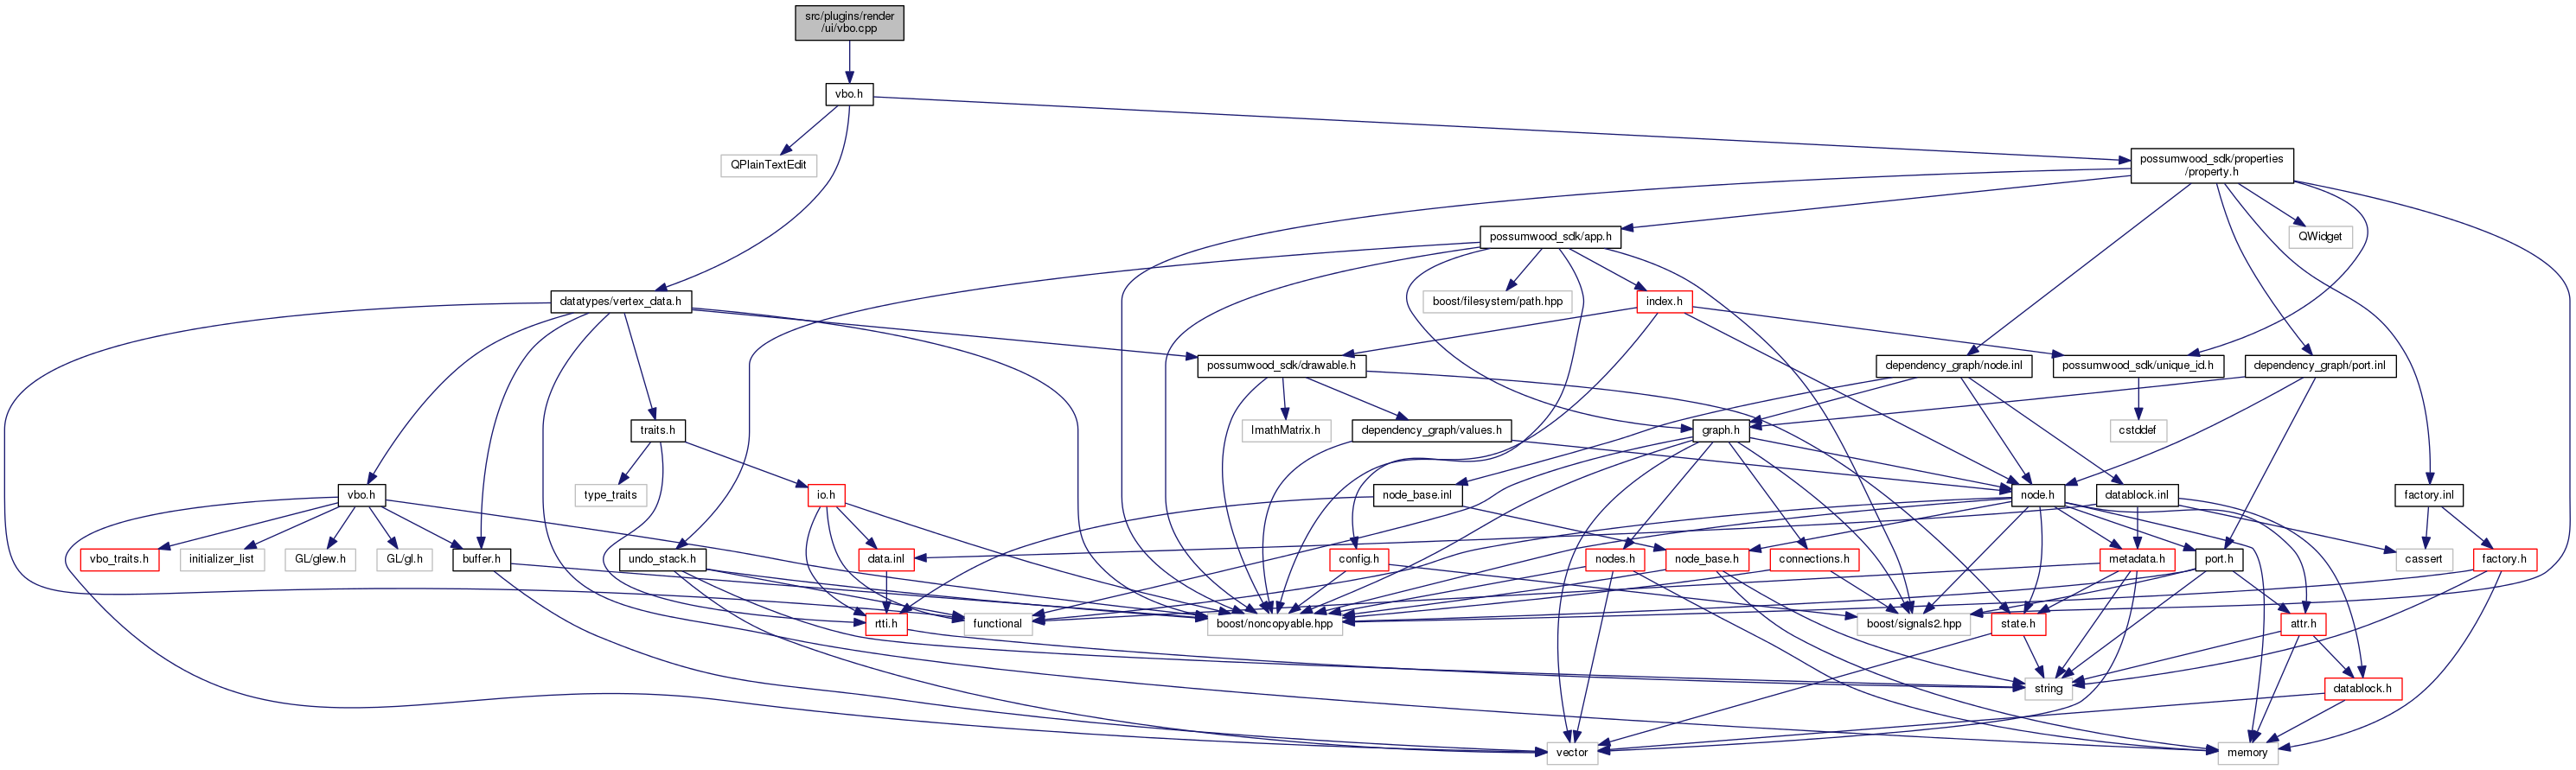 src/plugins/render
/ui/vbo.cpp
vbo.h
QPlainTextEdit
possumwood_sdk/properties
/property.h
possumwood_sdk/app.h
QWidget
datatypes/vertex_data.h
boost/filesystem/path.hpp
index.h
possumwood_sdk/drawable.h
dependency_graph/node.inl
possumwood_sdk/unique_id.h
dependency_graph/port.inl
traits.h
ImathMatrix.h
dependency_graph/values.h
graph.h
cstddef
vbo.h
type_traits
io.h
node_base.inl
node.h
datablock.inl
factory.inl
vbo_traits.h
initializer_list
GL/glew.h
GL/gl.h
buffer.h
undo_stack.h
data.inl
config.h
nodes.h
node_base.h
connections.h
metadata.h
port.h
cassert
factory.h
rtti.h
functional
boost/noncopyable.hpp
boost/signals2.hpp
state.h
attr.h
string
datablock.h
vector
memory